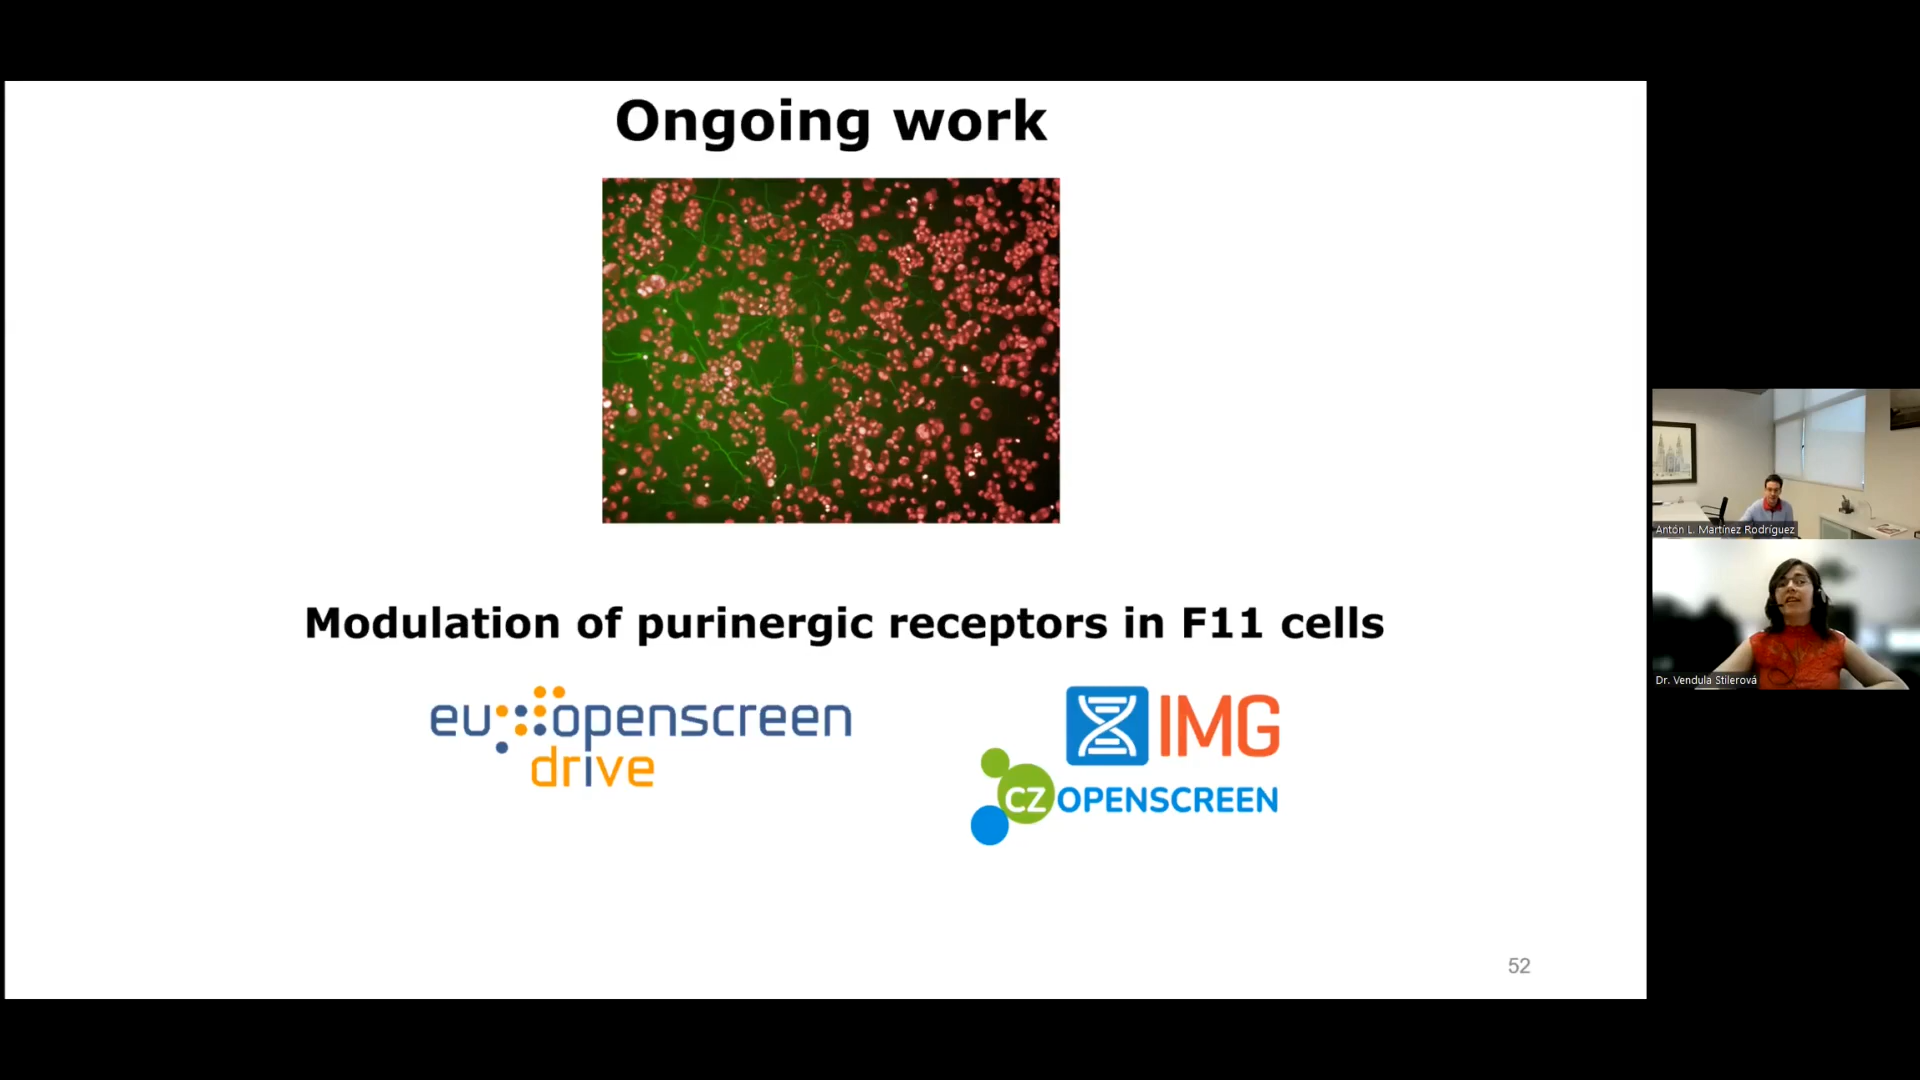 Ongoing work
Modulation of purinergic receptors in F11 cells
eu openscreen
drive
IMG
CZ OPENSCREEN
52
Antón L. Martínez Rodríguez
Dr. Vendula Stilerová